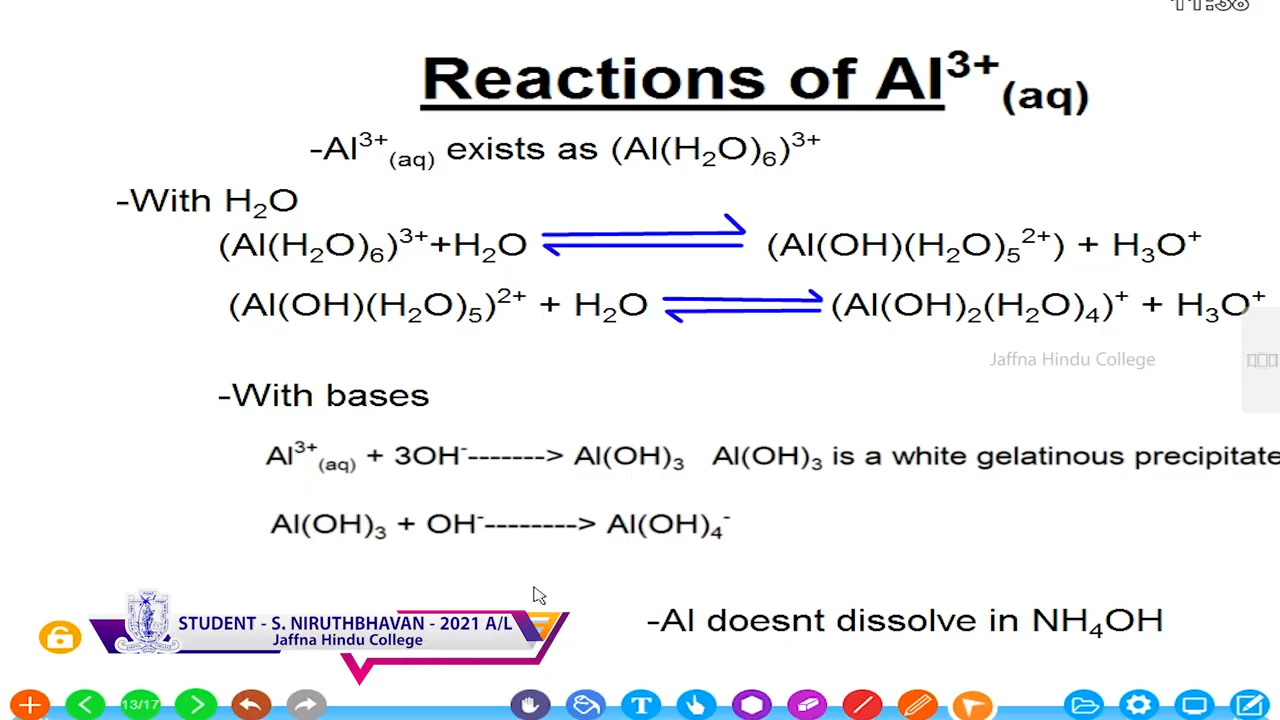 11:38
Reactions of Al³⁺(aq)
-Al³⁺(aq) exists as (Al(H₂O)₆)³⁺
-With H₂O
(Al(H₂O)₆)³⁺+H₂O ⇌ (Al(OH)(H₂O)₅²⁺) + H₃O⁺
(Al(OH)(H₂O)₅)²⁺ + H₂O ⇌ (Al(OH)₂(H₂O)₄)⁺ + H₃O⁺
Jaffna Hindu College
-With bases
Al³⁺(aq) + 3OH⁻-------> Al(OH)₃ Al(OH)₃ is a white gelatinous precipitate
Al(OH)₃ + OH⁻--------> Al(OH)₄⁻
-Al doesnt dissolve in NH₄OH
STUDENT - S. NIRUTHBHAVAN - 2021 A/L
Jaffna Hindu College
13/17
T